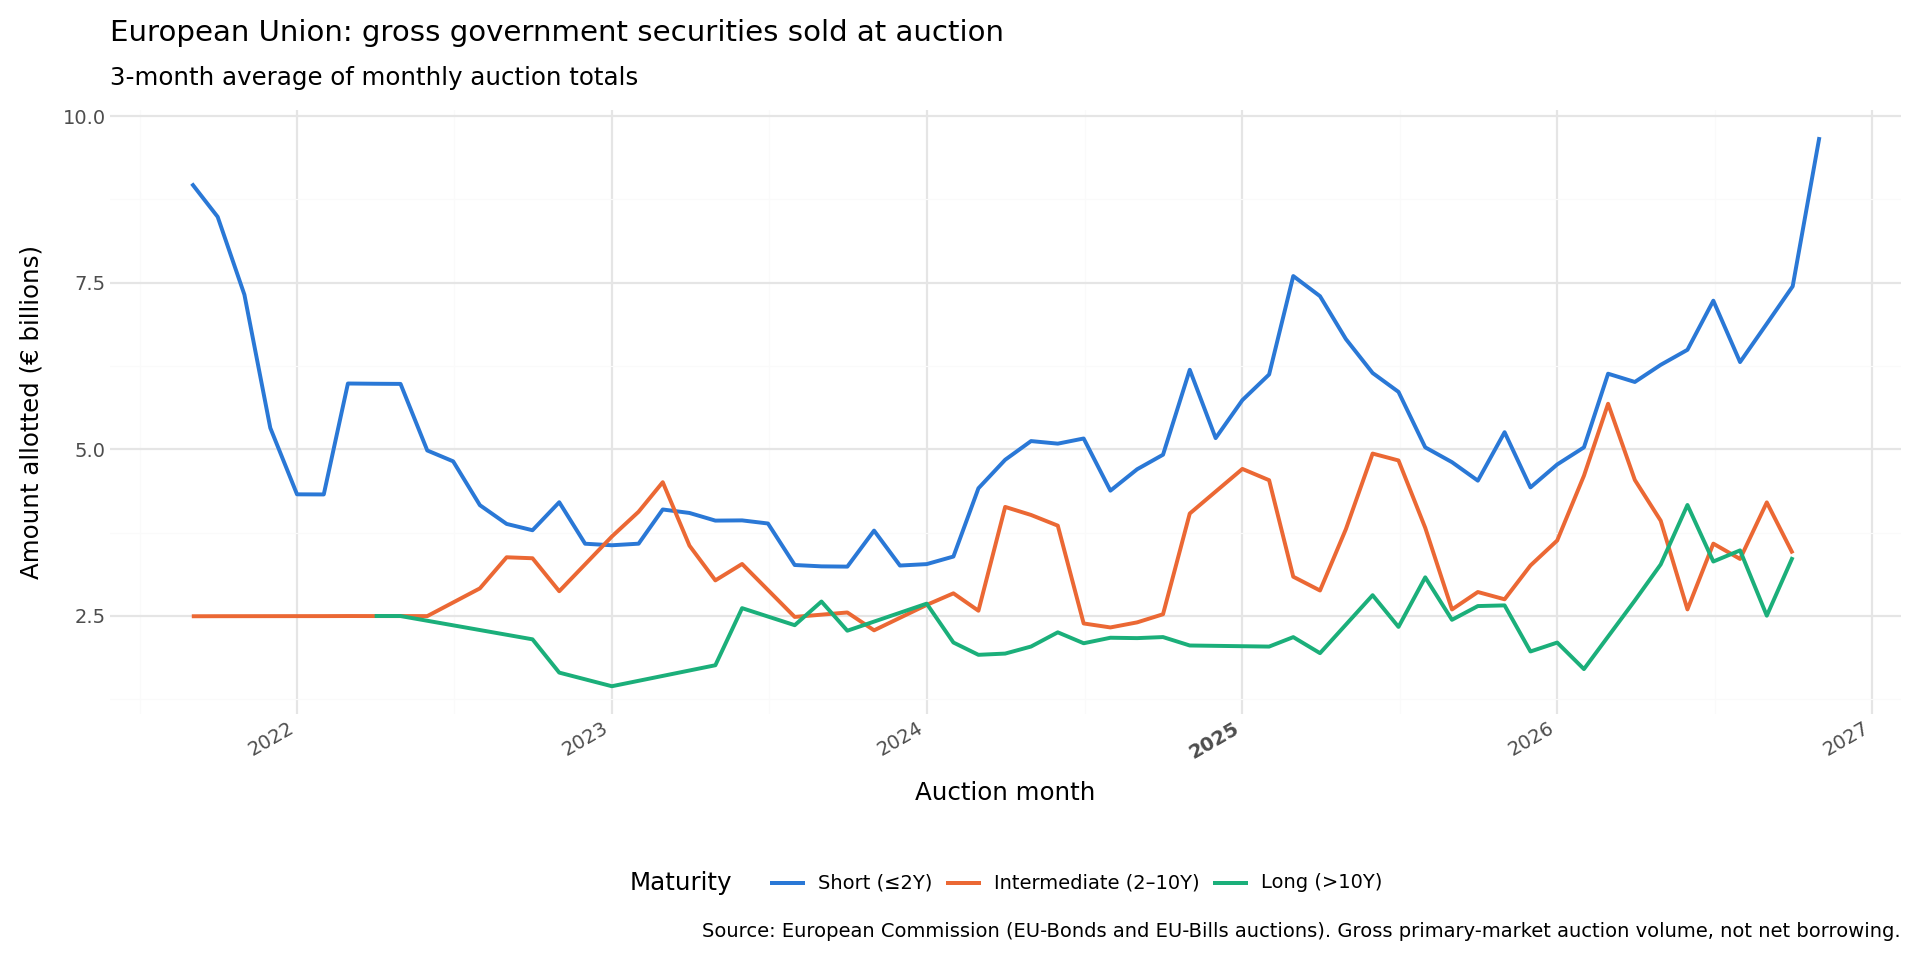 European Union: gross government securities sold at auction
3-month average of monthly auction totals
Amount allotted (€ billions)
10.0
7.5
5.0
2.5
2022
2023
2024
2025
2026
2027
Auction month
Maturity
Short (≤2Y)
Intermediate (2–10Y)
Long (>10Y)
Source: European Commission (EU-Bonds and EU-Bills auctions). Gross primary-market auction volume, not net borrowing.